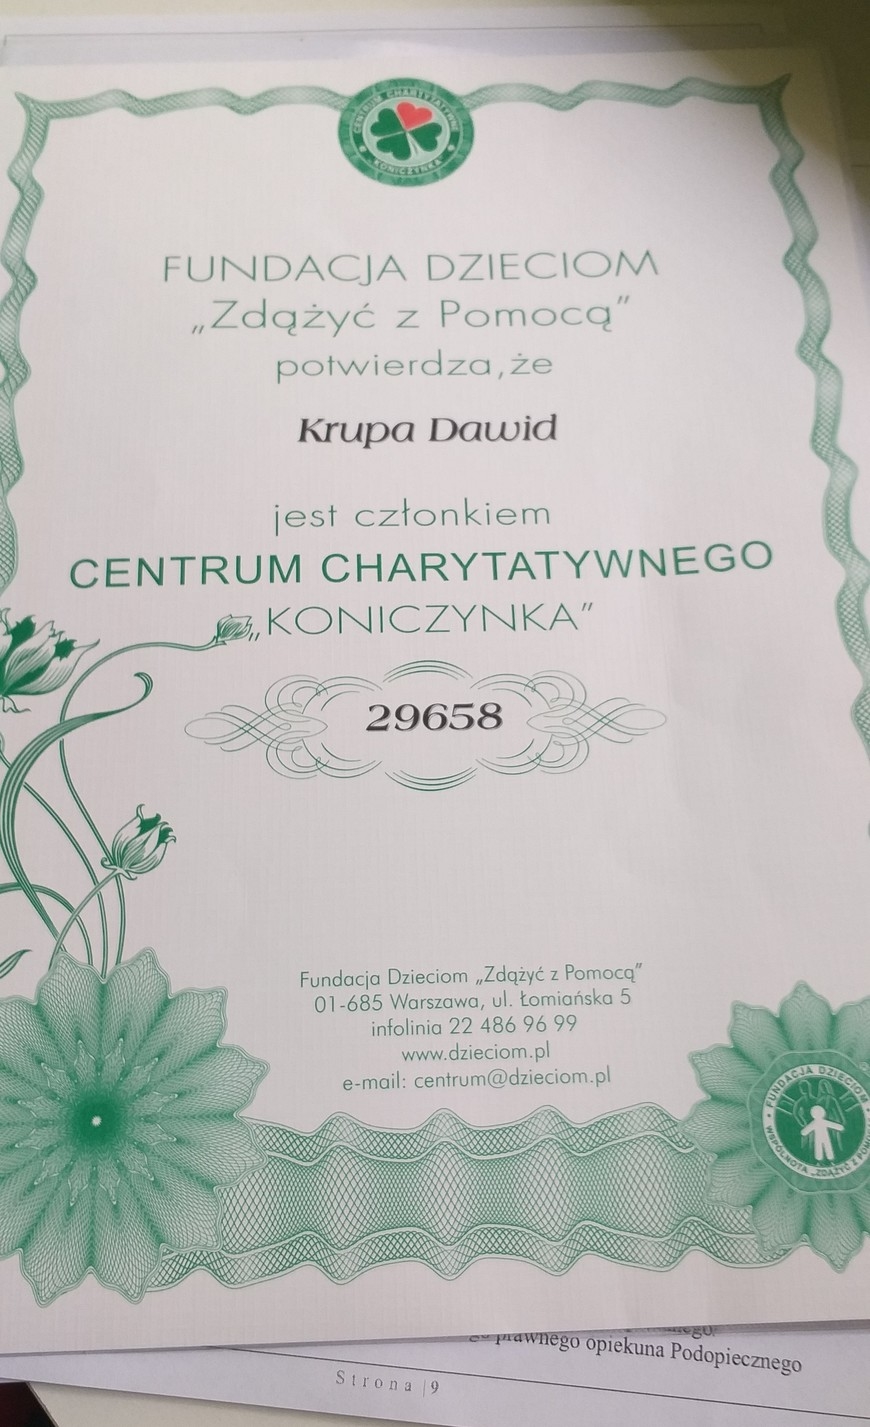 CENTRUM CHARYTATYWNE
"KONICZYNKA"
FUNDACJA DZIECIOM
„Zdążyć z Pomocą”
potwierdza, że
Krupa Dawid
jest członkiem
CENTRUM CHARYTATYWNEGO
„KONICZYNKA”
29658
Fundacja Dzieciom „Zdążyć z Pomocą”
01-685 Warszawa, ul. Łomiańska 5
infolinia 22 486 96 99
www.dzieciom.pl
e-mail: centrum@dzieciom.pl
FUNDACJA DZIECIOM
WSPÓLNOTA „ZDĄŻYĆ Z
prawnego opiekuna Podopiecznego
Strona | 9